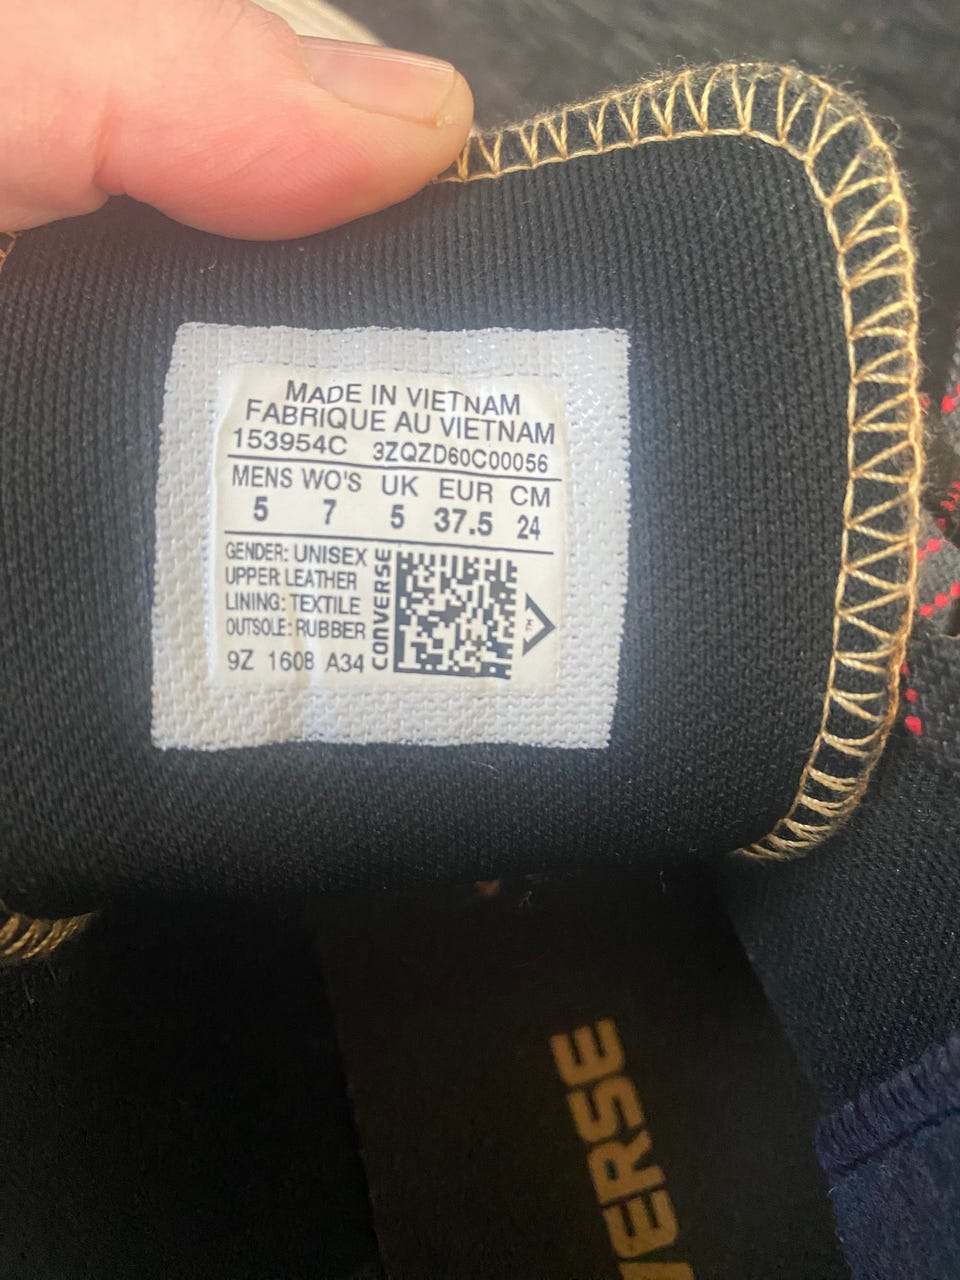 MADE IN VIETNAM
FABRIQUE AU VIETNAM
153954C 3ZQZD60C00056
MENS WO'S UK EUR CM
5 7 5 37.5 24
GENDER: UNISEX
UPPER: LEATHER
LINING: TEXTILE
OUTSOLE: RUBBER
9Z 1608 A34
CONVERSE
VERSE